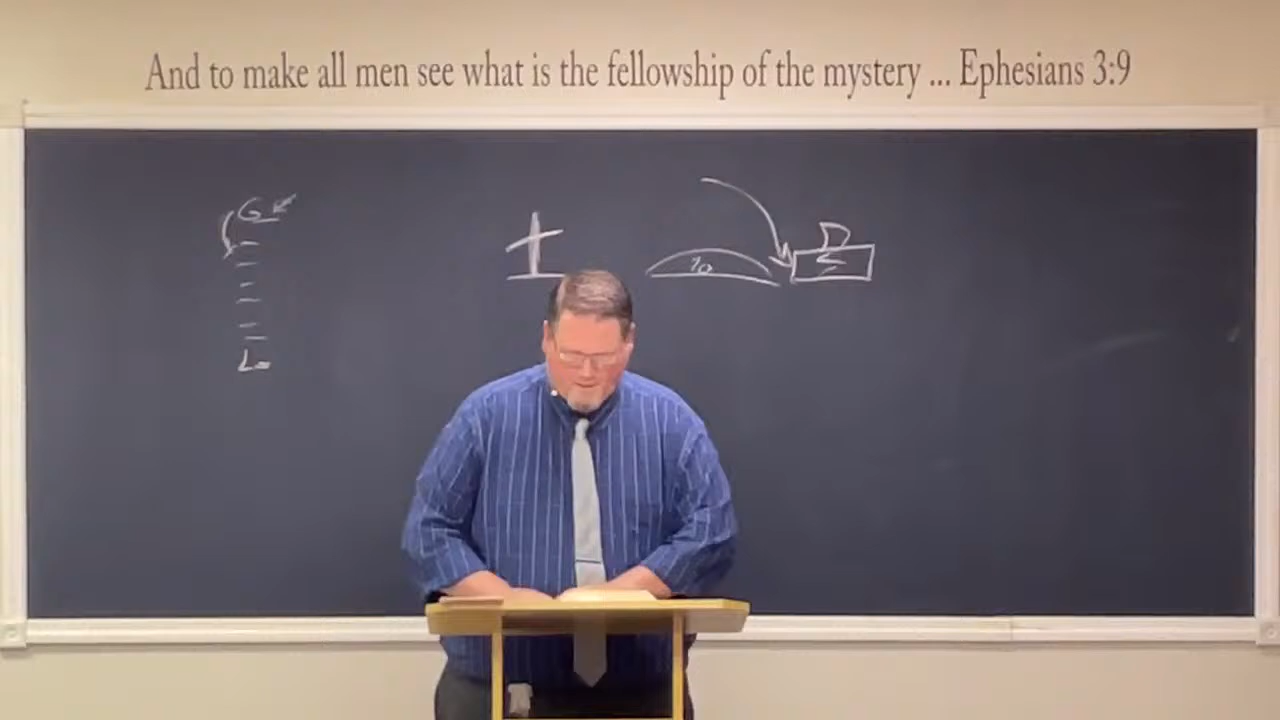 And to make all men see what is the fellowship of the mystery ... Ephesians 3:9
G
L